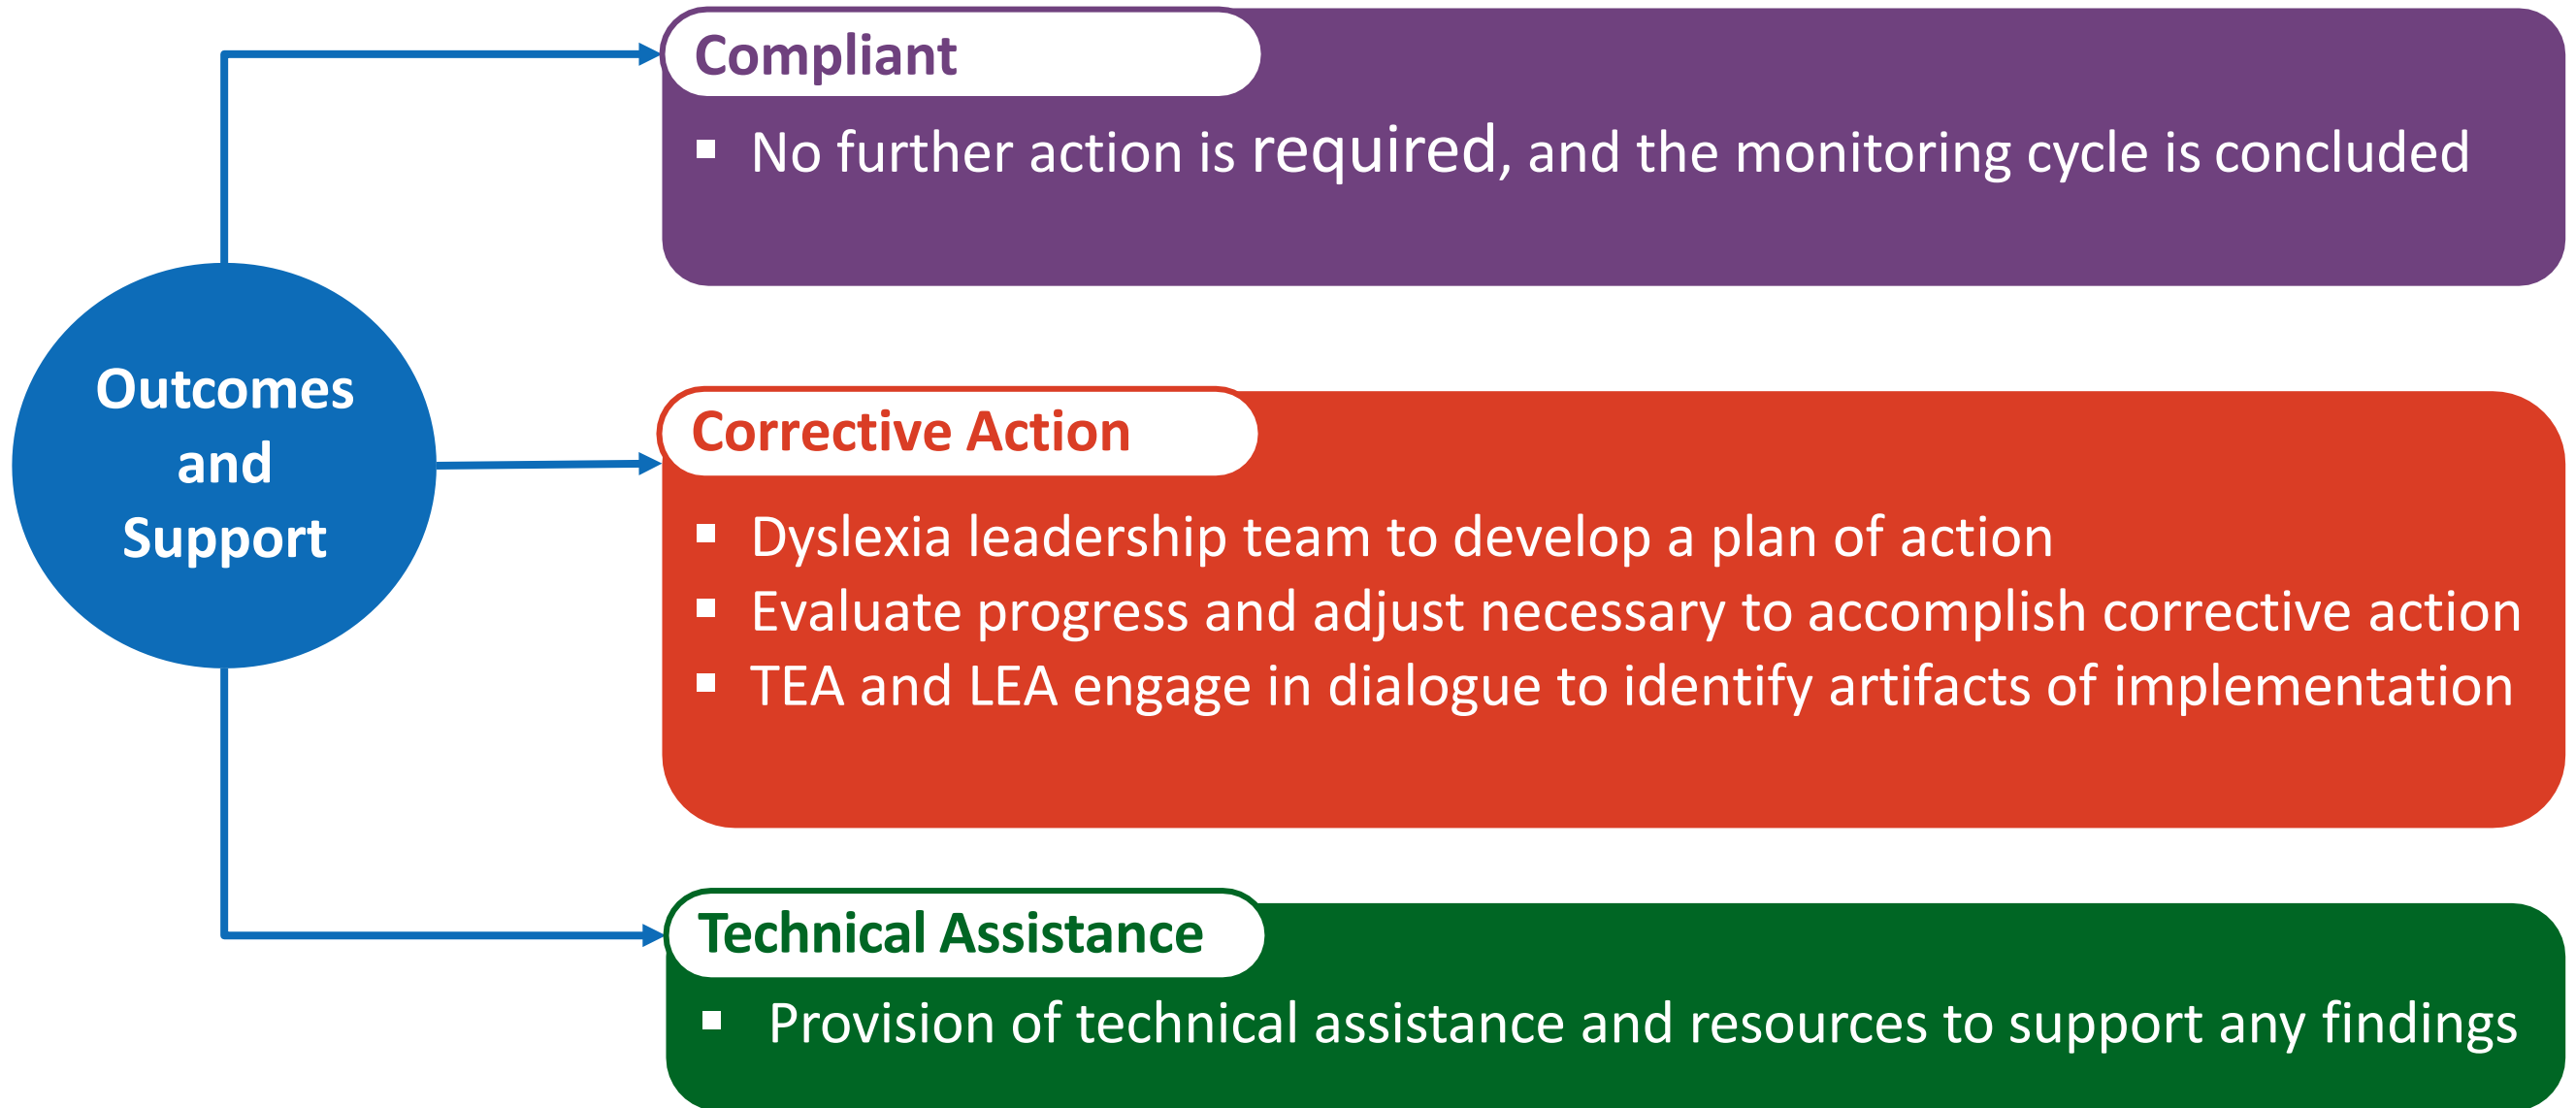 Outcomes
and
Support
Compliant
▪ No further action is required, and the monitoring cycle is concluded
Corrective Action
▪ Dyslexia leadership team to develop a plan of action
▪ Evaluate progress and adjust necessary to accomplish corrective action
▪ TEA and LEA engage in dialogue to identify artifacts of implementation
Technical Assistance
▪ Provision of technical assistance and resources to support any findings